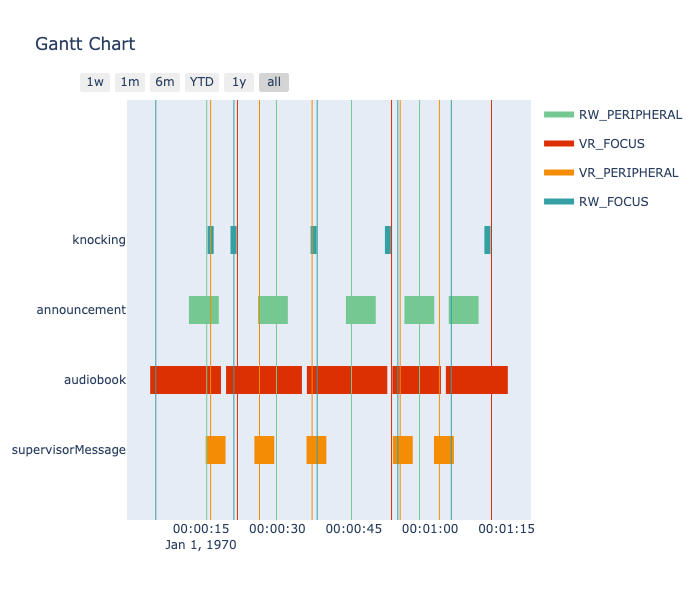 Gantt Chart
1w 1m 6m YTD 1y all
RW_PERIPHERAL
VR_FOCUS
VR_PERIPHERAL
RW_FOCUS
knocking
announcement
audiobook
supervisorMessage
00:00:15 00:00:30 00:00:45 00:01:00 00:01:15
Jan 1, 1970